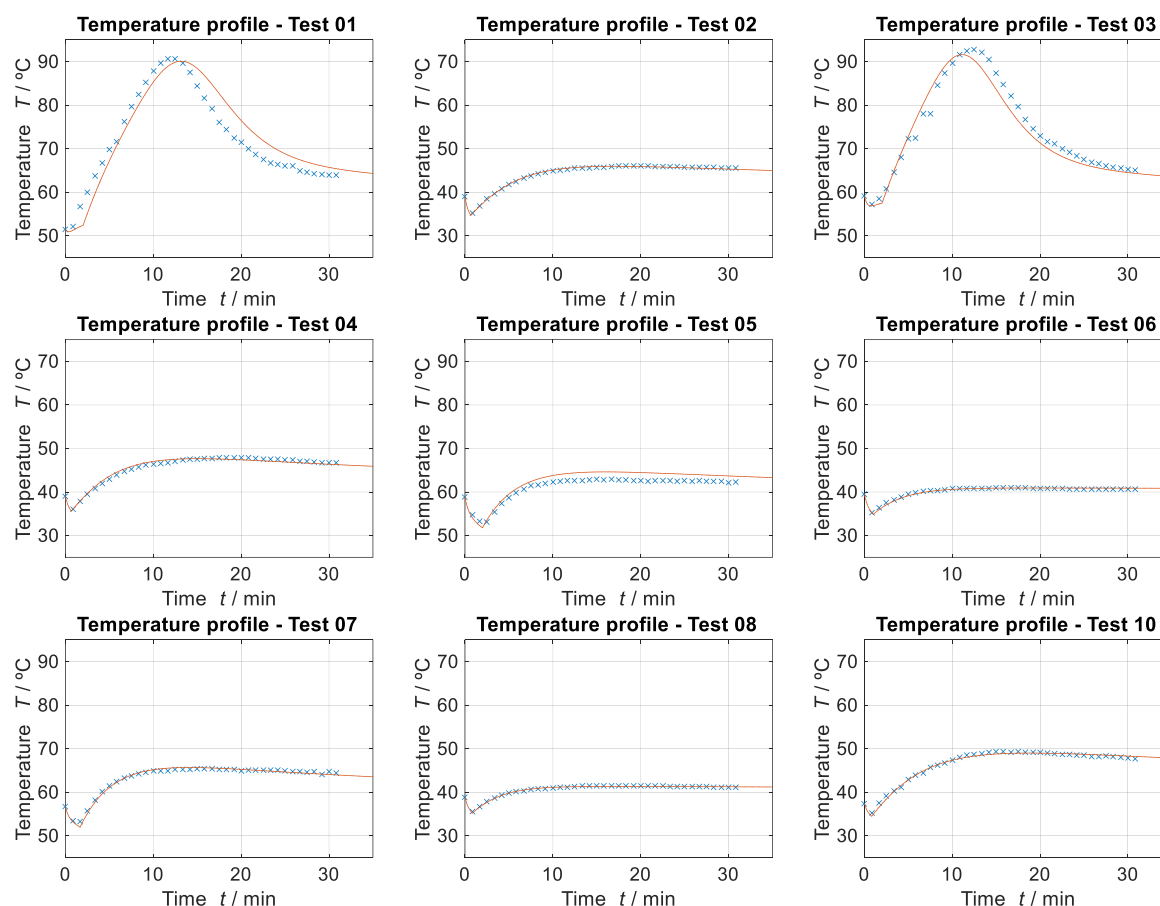 Temperature profile - Test 01
Temperature T / ºC
90
80
70
60
50
0 10 20 30
Time t / min
Temperature profile - Test 02
Temperature T / ºC
70
60
50
40
30
0 10 20 30
Time t / min
Temperature profile - Test 03
Temperature T / ºC
90
80
70
60
50
0 10 20 30
Time t / min
Temperature profile - Test 04
Temperature T / ºC
70
60
50
40
30
0 10 20 30
Time t / min
Temperature profile - Test 05
Temperature T / ºC
90
80
70
60
50
0 10 20 30
Time t / min
Temperature profile - Test 06
Temperature T / ºC
70
60
50
40
30
0 10 20 30
Time t / min
Temperature profile - Test 07
Temperature T / ºC
90
80
70
60
50
0 10 20 30
Time t / min
Temperature profile - Test 08
Temperature T / ºC
70
60
50
40
30
0 10 20 30
Time t / min
Temperature profile - Test 10
Temperature T / ºC
70
60
50
40
30
0 10 20 30
Time t / min